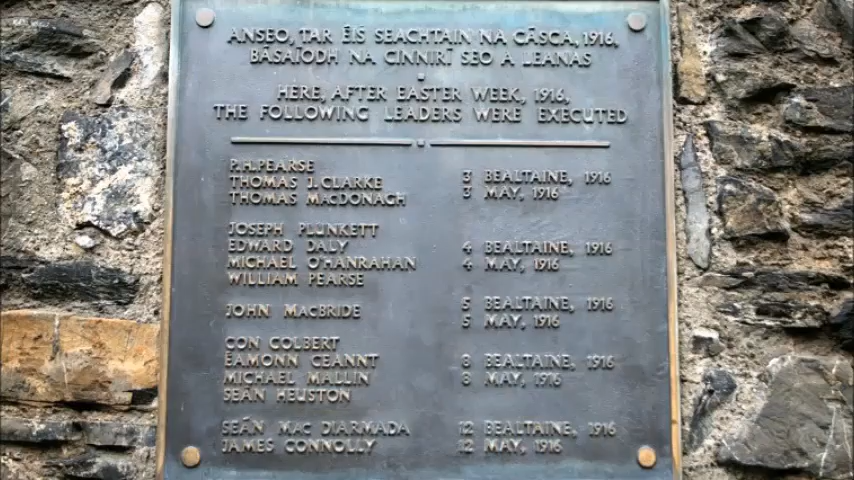 ANSEO, TAR ÉIS SEACHTAIN NA CÁSCA, 1916,
BÁSAÍODH NA CINNIRÍ SEO A LEANAS
HERE, AFTER EASTER WEEK, 1916,
THE FOLLOWING LEADERS WERE EXECUTED
P.H.PEARSE
THOMAS J.CLARKE 3 BEALTAINE, 1916
THOMAS MACDONAGH 3 MAY, 1916
JOSEPH PLUNKETT
EDWARD DALY 4 BEALTAINE, 1916
MICHAEL O'HANRAHAN 4 MAY, 1916
WILLIAM PEARSE
JOHN MACBRIDE 5 BEALTAINE, 1916
5 MAY, 1916
CON COLBERT
ÉAMONN CEANNT 8 BEALTAINE, 1916
MICHAEL MALLIN 8 MAY, 1916
SEÁN HEUSTON
SEÁN MAC DIARMADA 12 BEALTAINE, 1916
JAMES CONNOLLY 12 MAY, 1916